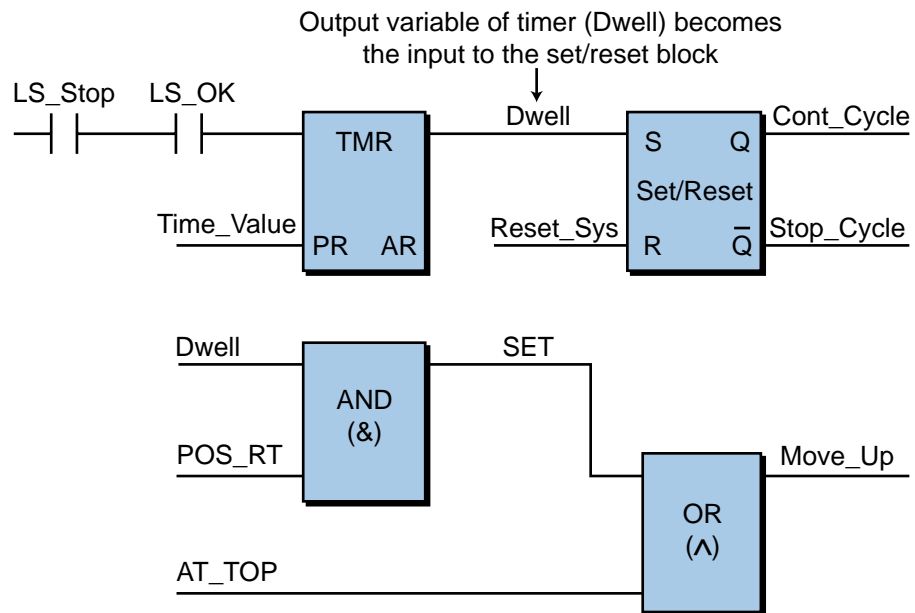 Output variable of timer (Dwell) becomes
the input to the set/reset block
LS_Stop LS_OK Dwell Cont_Cycle
TMR S Q
Set/Reset
Time_Value Reset_Sys Stop_Cycle
PR AR R Q̅
Dwell SET
AND
(&)
POS_RT Move_Up
OR
(∧)
AT_TOP